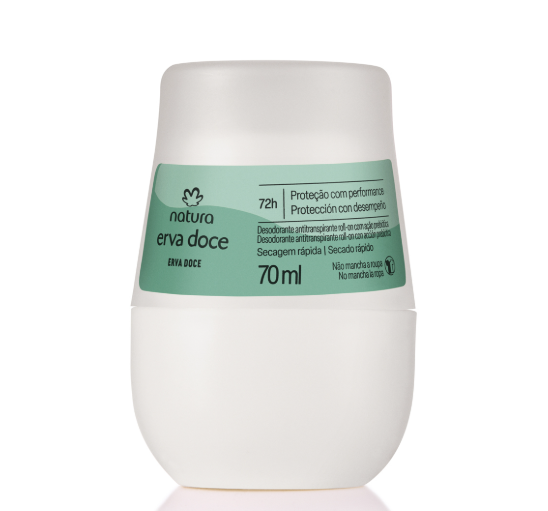 natura
erva doce
ERVA DOCE
72h
Proteção com performance
Protección con desempeño
Desodorante antitranspirante roll-on com ação prebiótica
Desodorante antitranspirante roll-on con acción prebiótica
Secagem rápida | Secado rápido
70 ml
Não mancha a roupa
No mancha la ropa